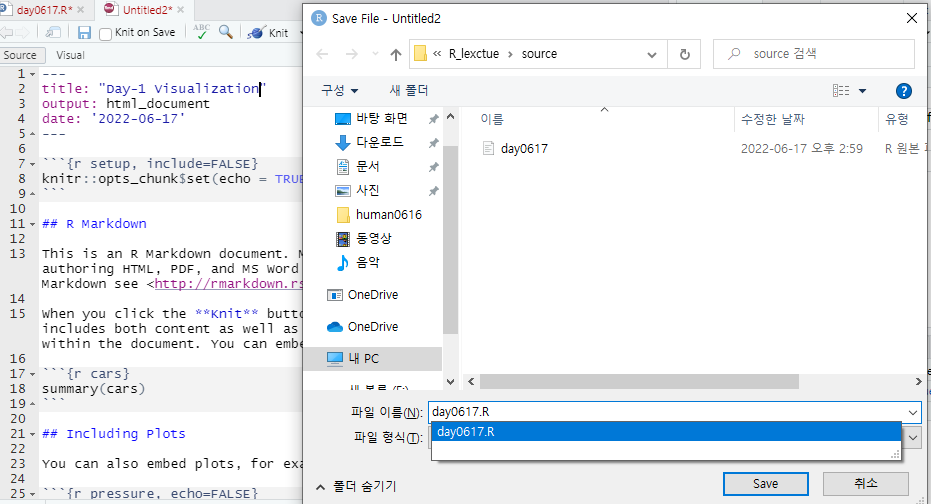 day0617.R*
Untitled2*
Knit on Save
ABC
Knit
Source
Visual
1 ---
2 title: "Day-1 Visualization"
3 output: html_document
4 date: '2022-06-17'
5 ---
6
7 ```{r setup, include=FALSE}
8 knitr::opts_chunk$set(echo = TRUE
9 ```
10
11 ## R Markdown
12
13 This is an R Markdown document. M
authoring HTML, PDF, and MS Word
Markdown see <http://rmarkdown.rs
14
15 When you click the **Knit** butto
includes both content as well as
within the document. You can embe
16
17 ```{r cars}
18 summary(cars)
19 ```
20
21 ## Including Plots
22
23 You can also embed plots, for exa
24
25 ```{r pressure, echo=FALSE}
Save File - Untitled2
« R_lexctue › source
source 검색
구성
새 폴더
바탕 화면
다운로드
문서
사진
human0616
동영상
음악
OneDrive
OneDrive
내 PC
이름
수정한 날짜
유형
day0617
2022-06-17 오후 2:59
R 원본
파일 이름(N):
day0617.R
day0617.R
파일 형식(T):
폴더 숨기기
Save
취소